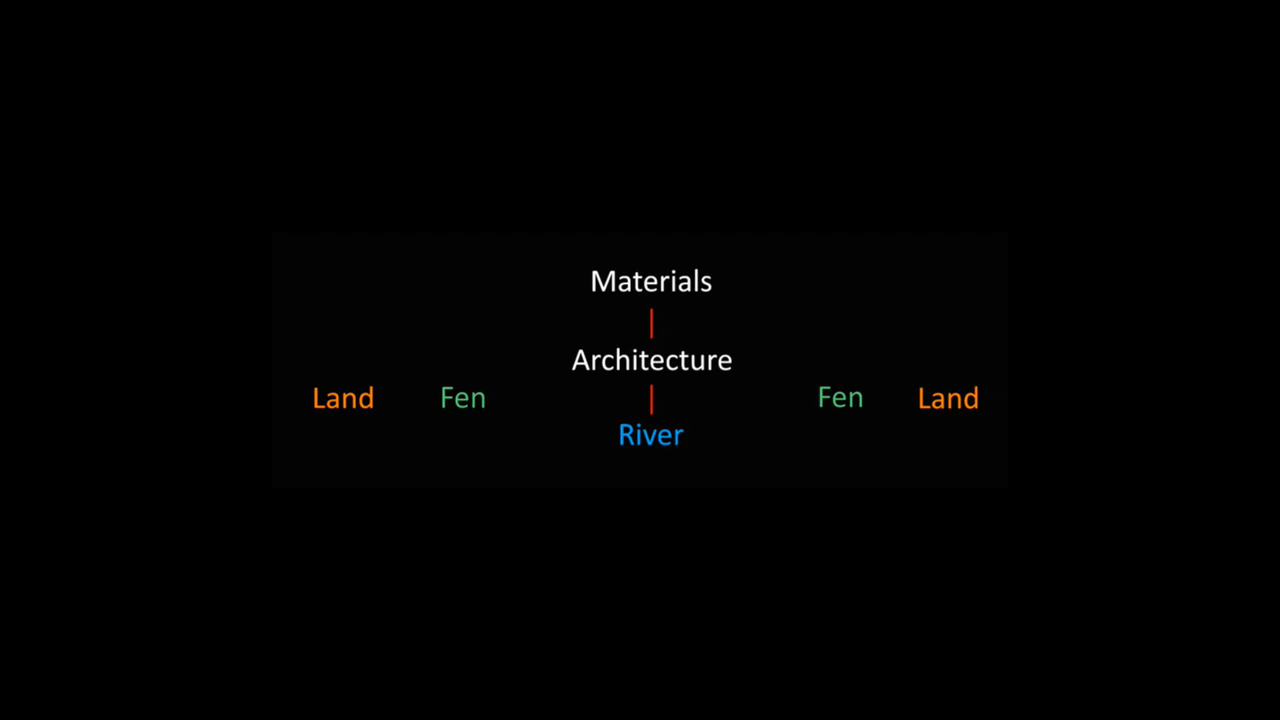 Materials
Architecture
Land Fen Fen Land
River